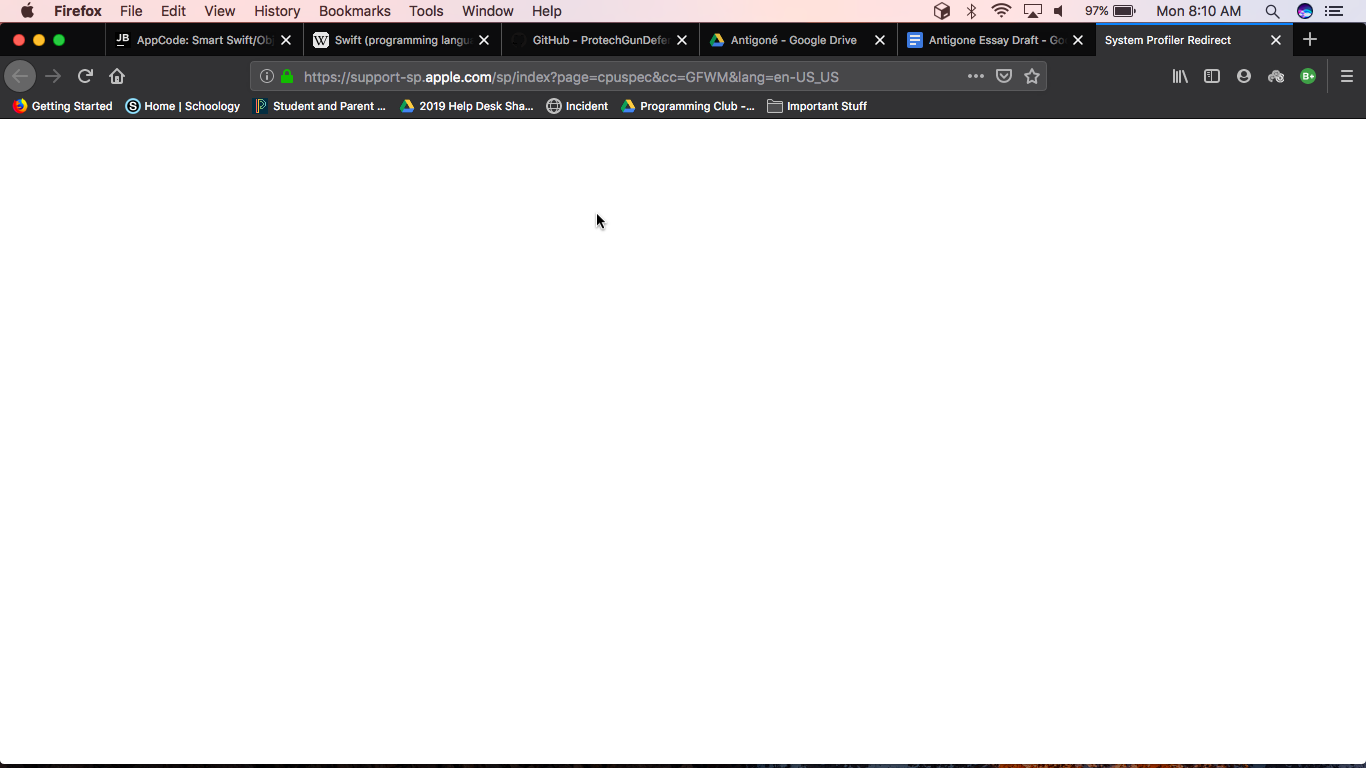 Firefox File Edit View History Bookmarks Tools Window Help 97% Mon 8:10 AM
JB AppCode: Smart Swift/Ob W Swift (programming langu GitHub - ProtechGunDefe Antigoné - Google Drive Antigone Essay Draft - Go System Profiler Redirect
https://support-sp.apple.com/sp/index?page=cpuspec&cc=GFWM&lang=en-US_US B+
Getting Started S Home | Schoology P Student and Parent ... 2019 Help Desk Sha... Incident Programming Club -... Important Stuff